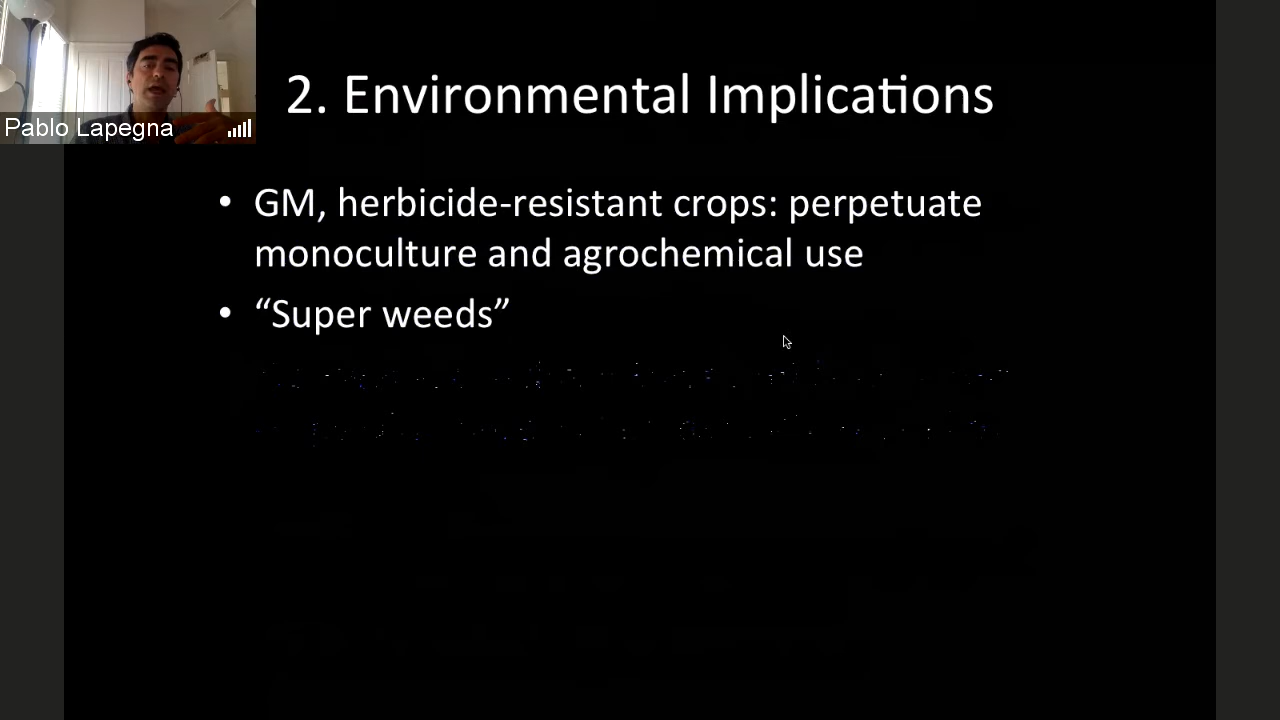 2. Environmental Implications
Pablo Lapegna
• GM, herbicide-resistant crops: perpetuate
monoculture and agrochemical use
• “Super weeds”